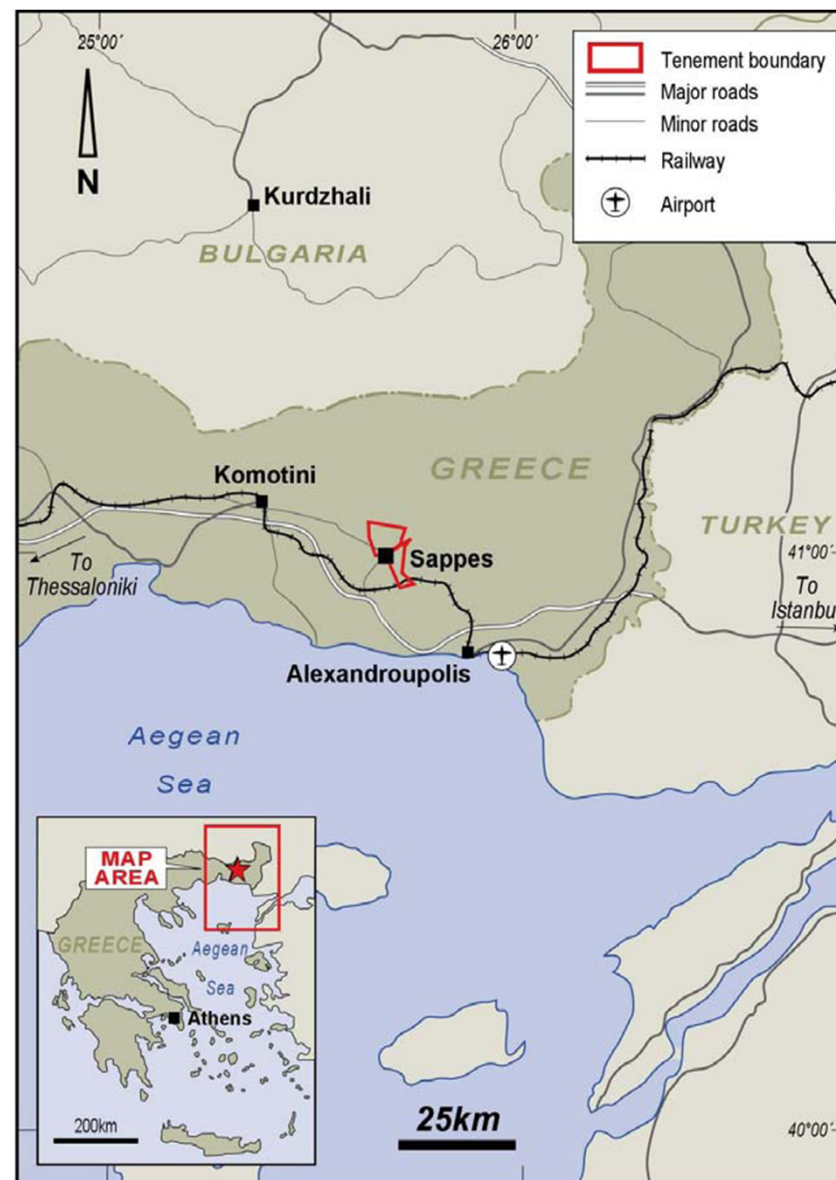 25°00′
26°00′
Tenement boundary
Major roads
Minor roads
Railway
Airport
N
Kurdzhali
BULGARIA
Komotini
GREECE
Sappes
TURKEY
41°00′
To
Thessaloniki
To
Istanbu
Alexandroupolis
Aegean
Sea
MAP
AREA
GREECE
Aegean
Sea
Athens
200km
25km
40°00′